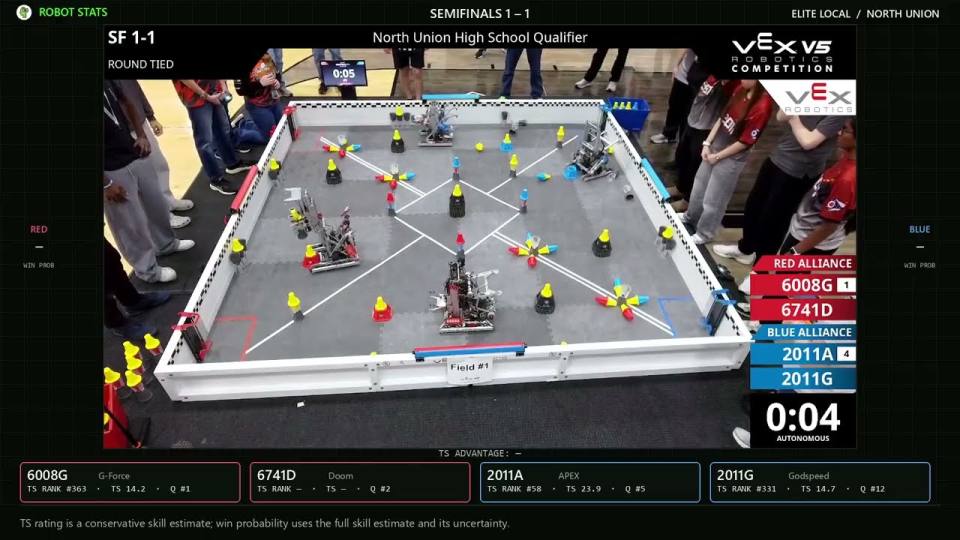 ROBOT STATS
SEMIFINALS 1 – 1
ELITE LOCAL / NORTH UNION
SF 1-1
North Union High School Qualifier
ROUND TIED
VEX V5
ROBOTICS
COMPETITION
VEX
ROBOTICS
0:05
RED
—
WIN PROB
BLUE
—
WIN PROB
RED ALLIANCE
6008G 1
6741D
BLUE ALLIANCE
2011A 4
2011G
0:04
AUTONOMOUS
Field #1
TS ADVANTAGE: —
6008G G-Force
TS RANK #363 · TS 14.2 · Q #1
6741D Doom
TS RANK — · TS — · Q #2
2011A APEX
TS RANK #58 · TS 23.9 · Q #5
2011G Godspeed
TS RANK #331 · TS 14.7 · Q #12
TS rating is a conservative skill estimate; win probability uses the full skill estimate and its uncertainty.